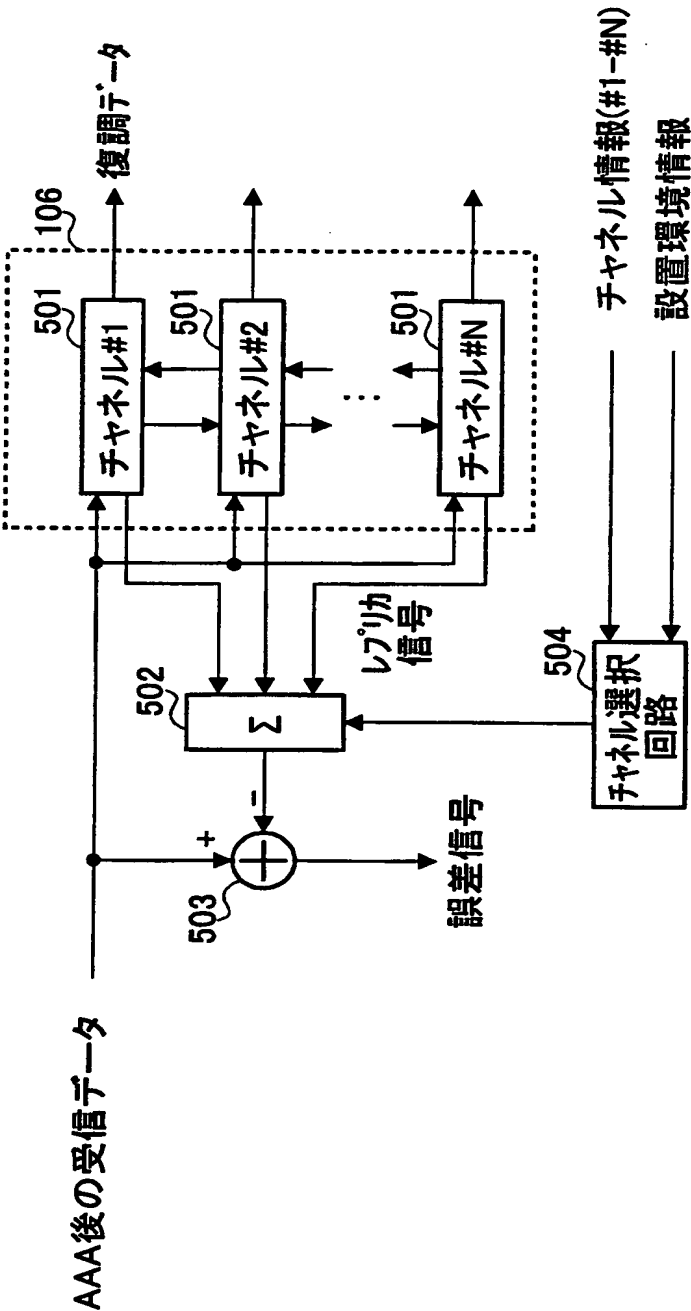 AAA後の受信データ
106
501
チャネル#1
復調データ
501
チャネル#2
…
501
チャネル#N
レプリカ
信号
502
Σ
−
+
503
誤差信号
504
チャネル選択
回路
チャネル情報(#1-#N)
設置環境情報